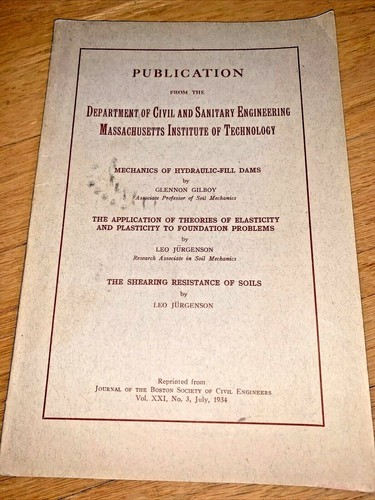 PUBLICATION
FROM THE
DEPARTMENT OF CIVIL AND SANITARY ENGINEERING
MASSACHUSETTS INSTITUTE OF TECHNOLOGY
MECHANICS OF HYDRAULIC-FILL DAMS
by
GLENNON GILBOY
Associate Professor of Soil Mechanics
THE APPLICATION OF THEORIES OF ELASTICITY
AND PLASTICITY TO FOUNDATION PROBLEMS
by
LEO JÜRGENSON
Research Associate in Soil Mechanics
THE SHEARING RESISTANCE OF SOILS
by
LEO JÜRGENSON
Reprinted from
JOURNAL OF THE BOSTON SOCIETY OF CIVIL ENGINEERS
Vol. XXI, No. 3, July, 1934